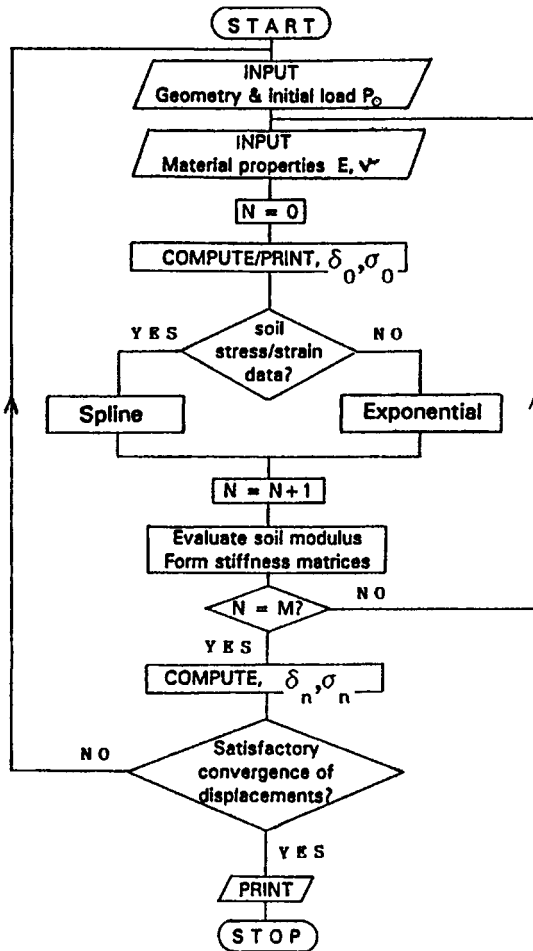 START
INPUT
Geometry & initial load P₀
INPUT
Material properties E, ν
N = 0
COMPUTE/PRINT, δ₀,σ₀
YES
soil
NO
stress/strain
data?
Spline
Exponential
N = N+1
Evaluate soil modulus
Form stiffness matrices
N = M?
NO
YES
COMPUTE, δₙ,σₙ
NO
Satisfactory
convergence of
displacements?
YES
PRINT
STOP